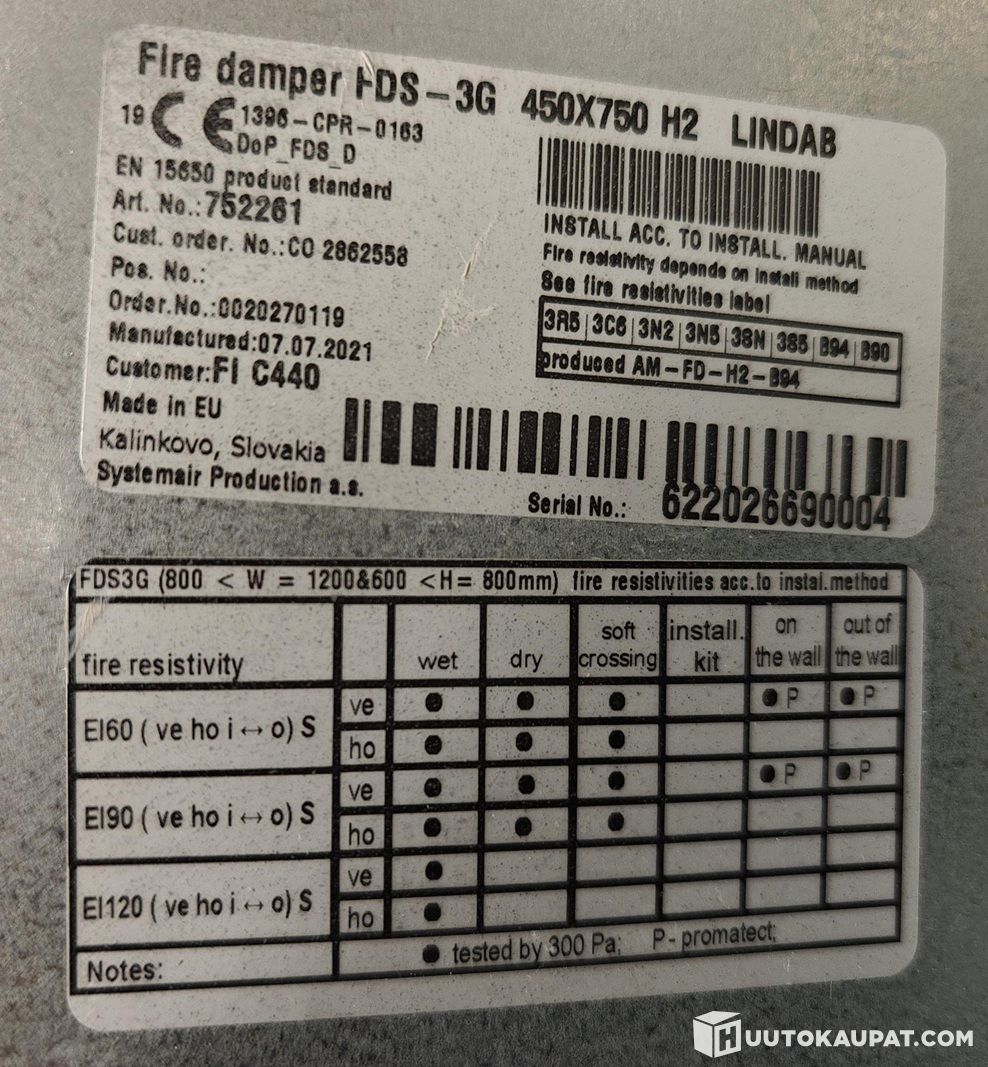 Fire damper FDS-3G 450X750 H2 LINDAB
19 CE 1396-CPR-0163
DoP_FDS_D
EN 15650 product standard
Art. No.:752261
Cust. order. No.:CO 2862558
Pos. No.:
Order.No.:0020270119
Manufactured:07.07.2021
Customer:FI C440
Made in EU
Kalinkovo, Slovakia
Systemair Production a.s.
INSTALL ACC. TO INSTALL. MANUAL
Fire resistivity depends on install method
See fire resistivities label
3R5 | 3C6 | 3N2 | 3N5 | 3SN | 3S5 | B94 | B90
produced AM-FD-H2-B94
Serial No.: 622026690004
FDS3G (800 < W = 1200&600 <H= 800mm) fire resistivities acc.to instal.method
fire resistivity wet dry soft crossing install. kit on the wall out of the wall
EI60 ( ve ho i ↔ o) S
ve ● ● ● ● P ● P
ho ● ● ●
EI90 ( ve ho i ↔ o) S
ve ● ● ● ● P ● P
ho ● ● ●
EI120 ( ve ho i ↔ o) S
ve ●
ho ●
Notes: ● tested by 300 Pa; P- promatect;
HUUTOKAUPAT.COM